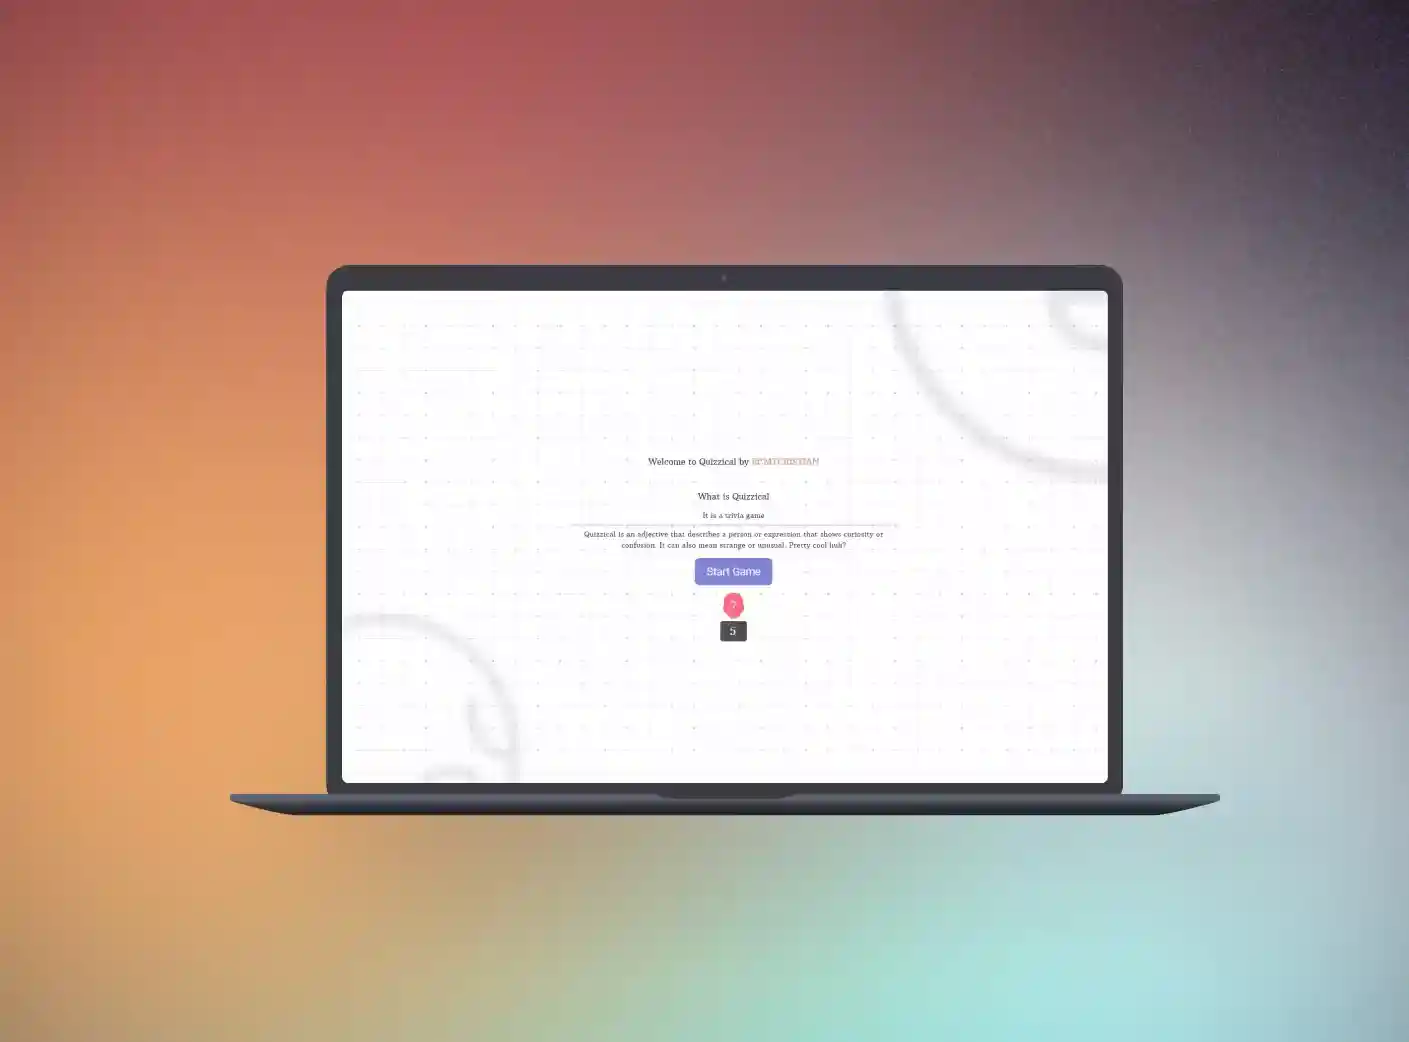 Welcome to Quizzical by
What is Quizzical
It is a trivia game
Quizzical is an adjective that describes a person or expression that shows curiosity or
confusion. It can also mean strange or unusual. Pretty cool huh?
Start Game
?
5